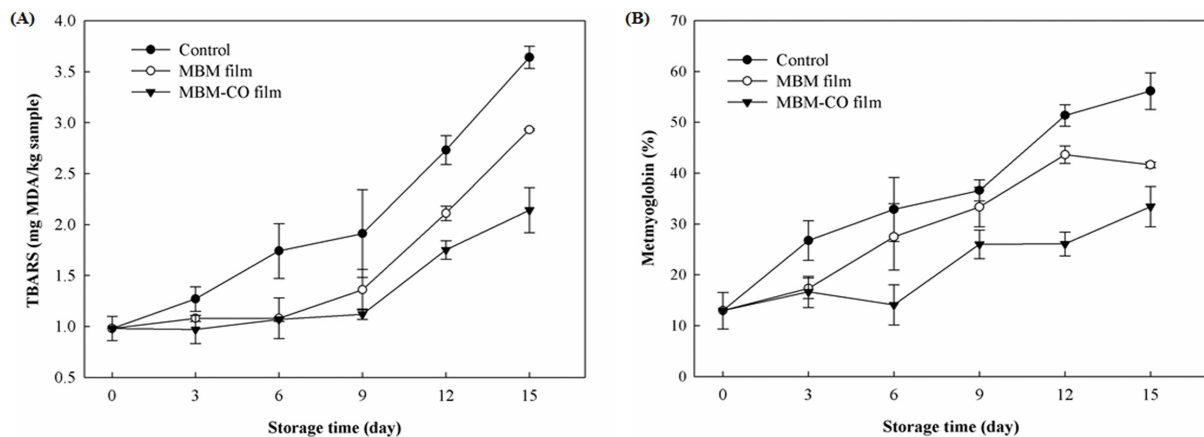 (A)
TBARS (mg MDA/kg sample)
4.0
3.5
3.0
2.5
2.0
1.5
1.0
0.5
Control
MBM film
MBM-CO film
0 3 6 9 12 15
Storage time (day)
(B)
Metmyoglobin (%)
70
60
50
40
30
20
10
0
Control
MBM film
MBM-CO film
0 3 6 9 12 15
Storage time (day)